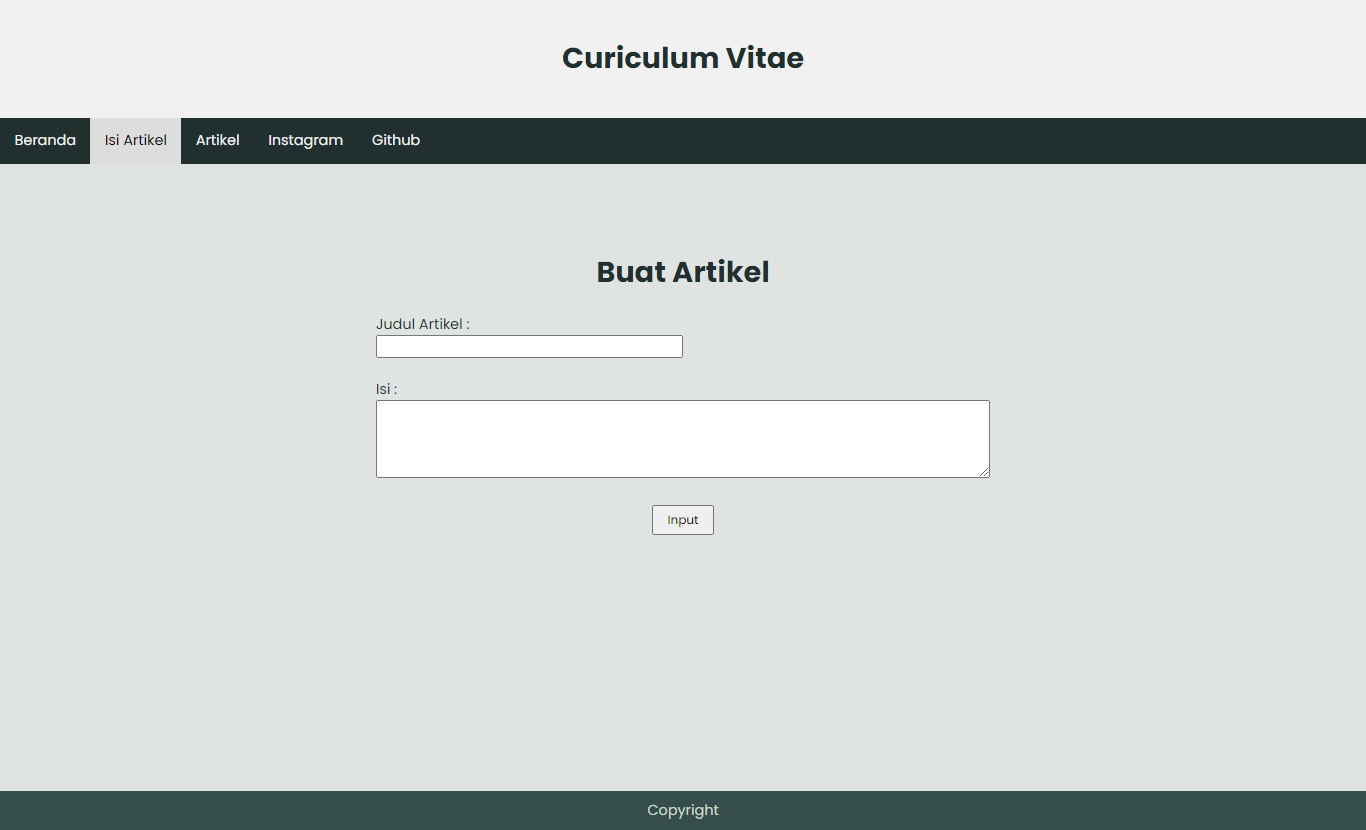 Curiculum Vitae
Beranda Isi Artikel Artikel Instagram Github
Buat Artikel
Judul Artikel :
Isi :
Input
Copyright